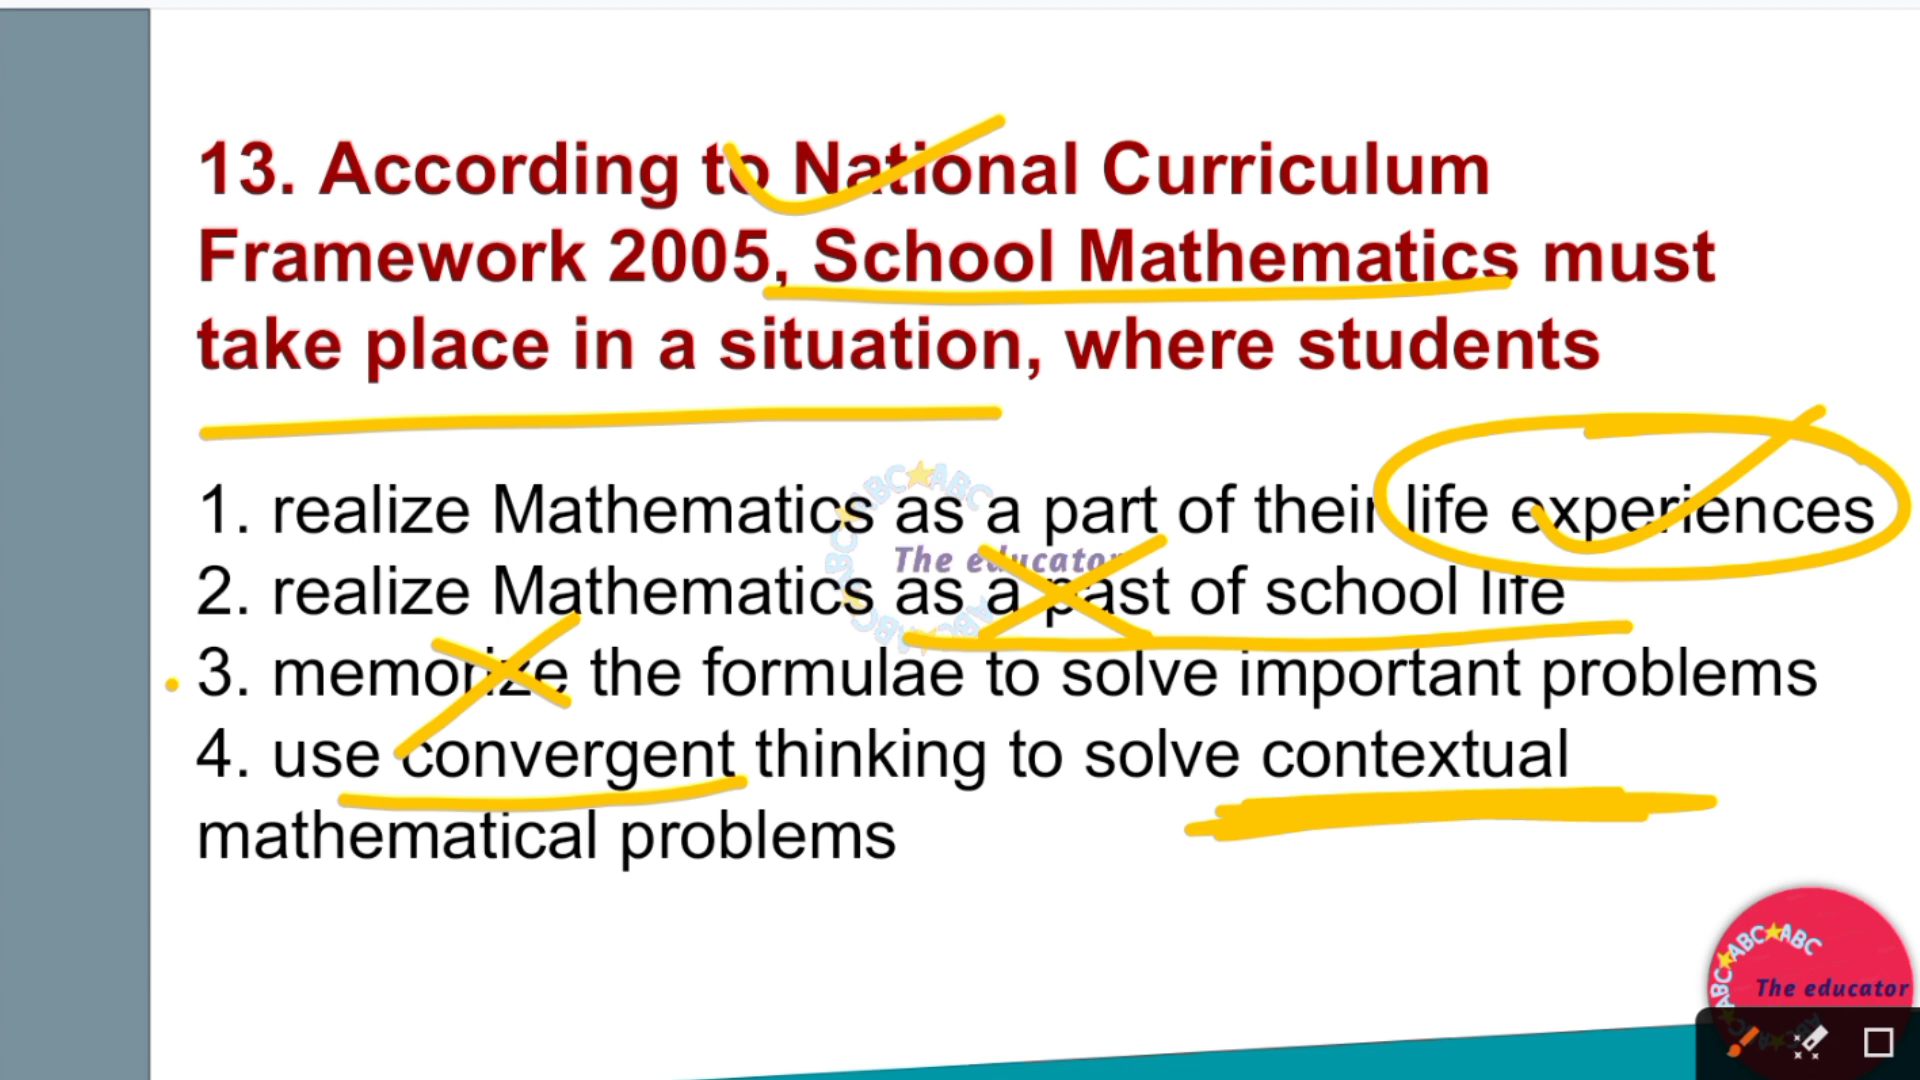 13. According to National Curriculum
Framework 2005, School Mathematics must
take place in a situation, where students
1. realize Mathematics as a part of their life experiences
The educator
2. realize Mathematics as a past of school life
3. memorize the formulae to solve important problems
4. use convergent thinking to solve contextual
mathematical problems
ABC ABC ABC
The educator